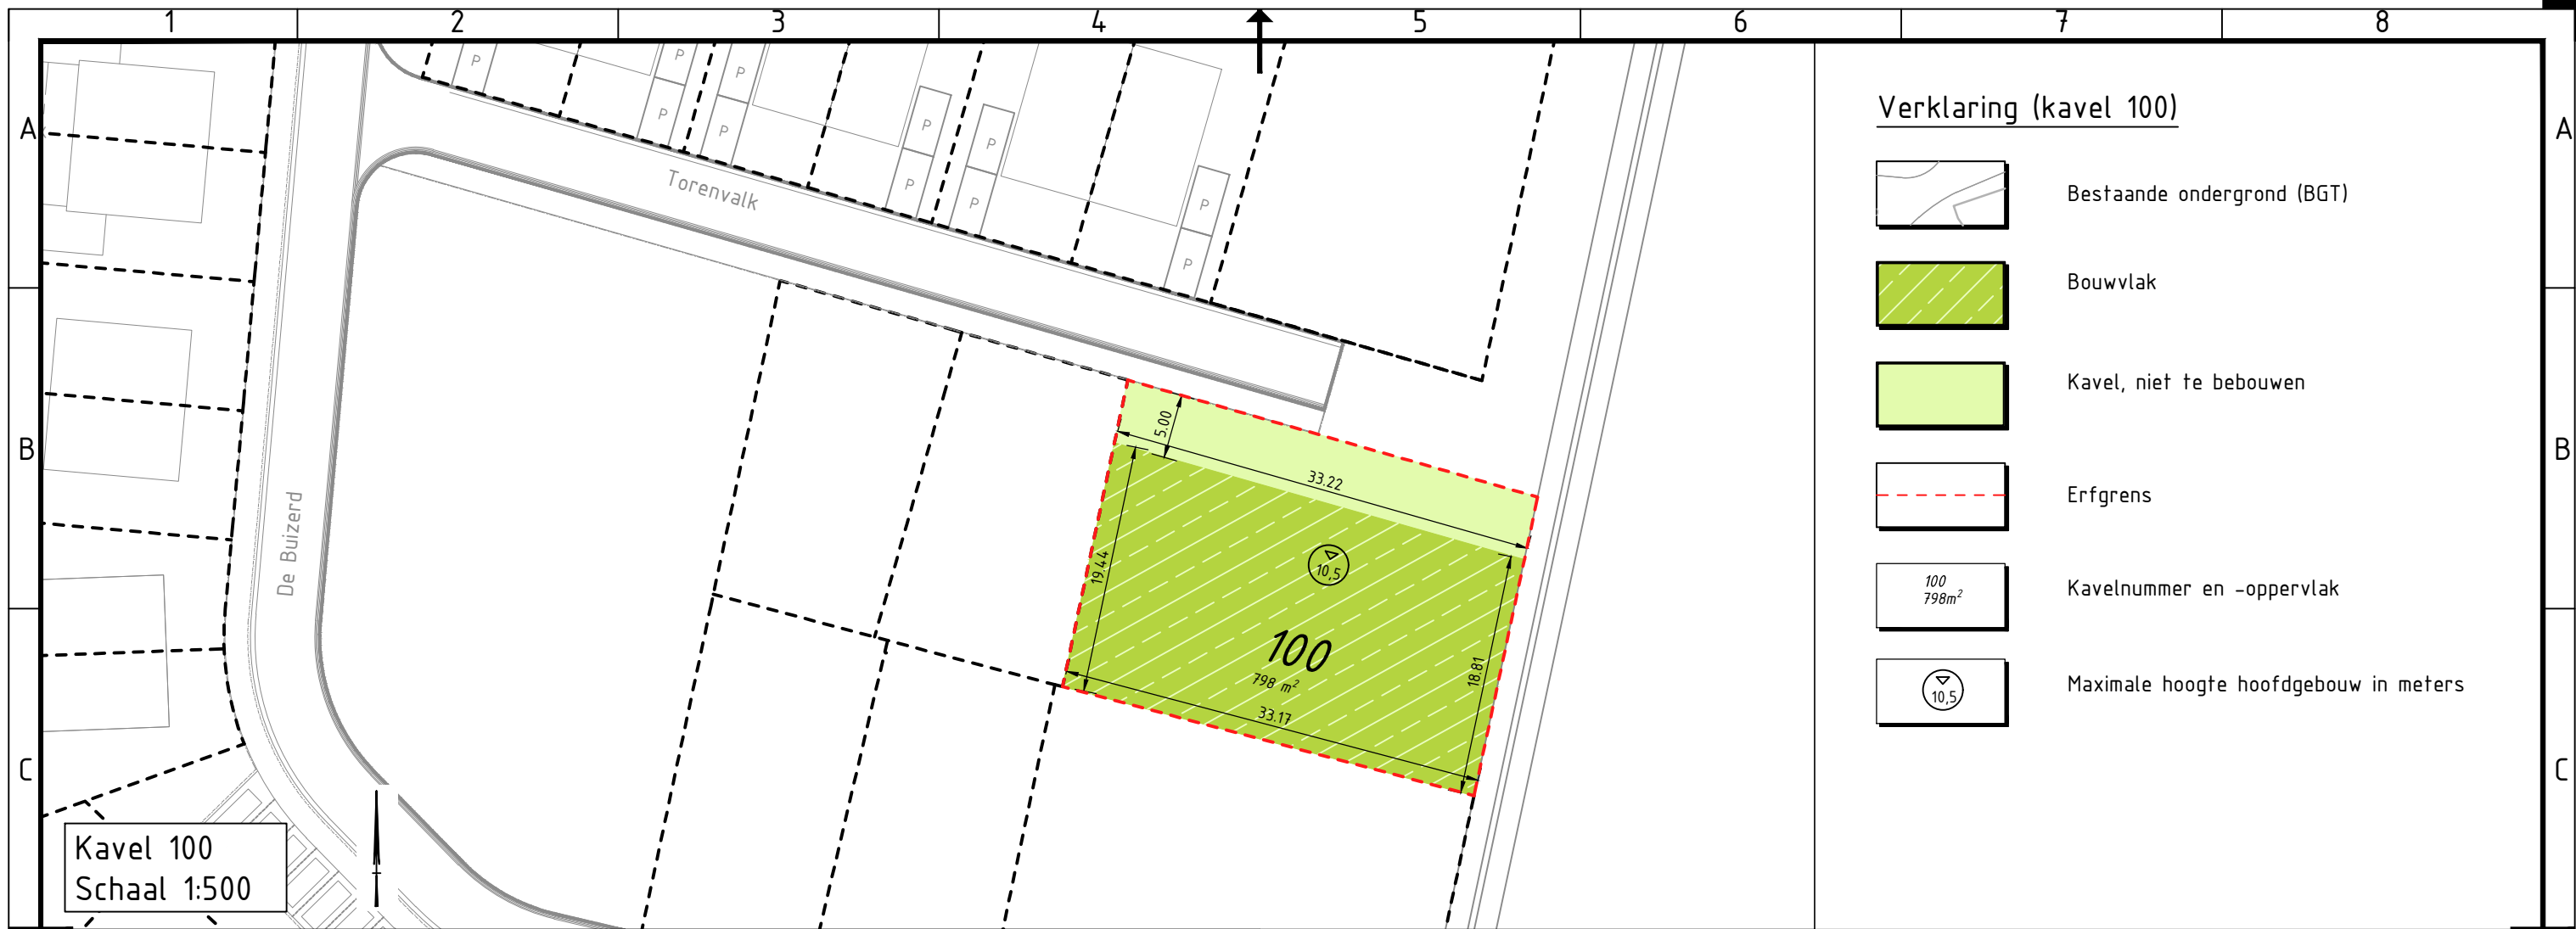 1 2 3 4 5 6 7 8
A A
B B
C C
P P P P P P P P P P P
Torenvalk
De Buizerd
5.00
33.22
19.44
10,5
100
798 m²
18.81
33.17
Kavel 100
Schaal 1:500
Verklaring (kavel 100)
Bestaande ondergrond (BGT)
Bouwvlak
Kavel, niet te bebouwen
Erfgrens
100
798m²
Kavelnummer en -oppervlak
10,5
Maximale hoogte hoofdgebouw in meters